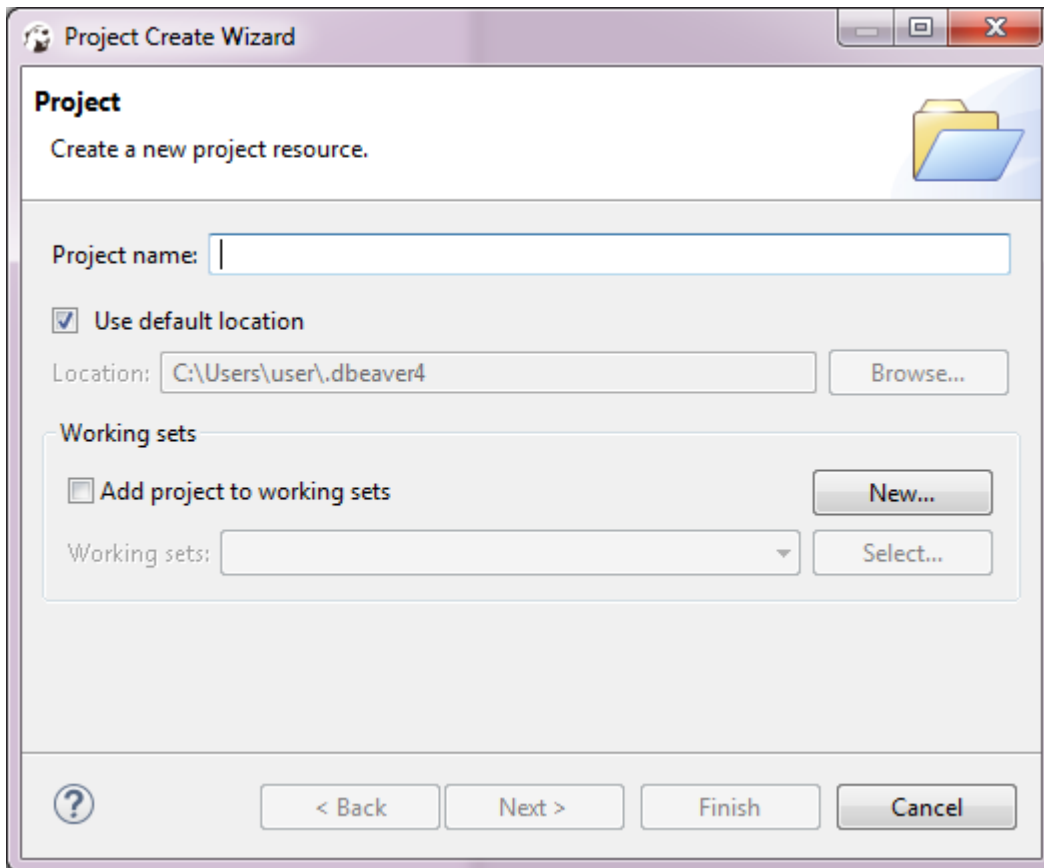 Project Create Wizard
Project
Create a new project resource.
Project name:
Use default location
Location: C:\Users\user\.dbeaver4 Browse...
Working sets
Add project to working sets New...
Working sets: Select...
? < Back Next > Finish Cancel